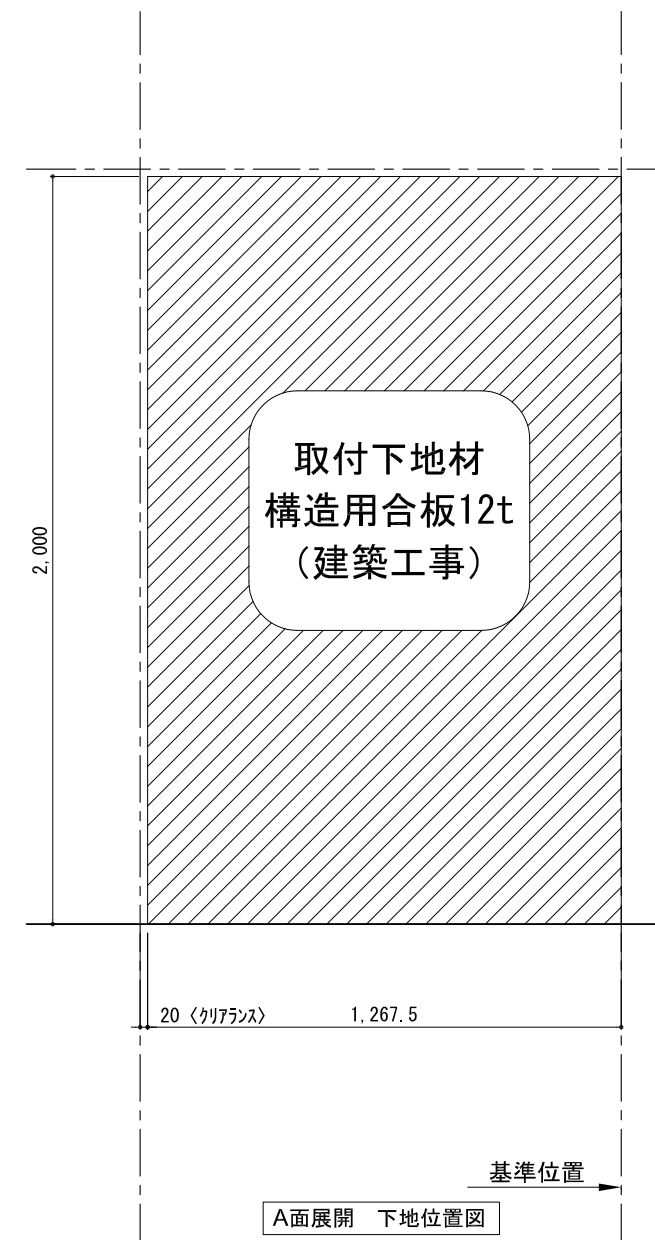 取付下地材
構造用合板12t
(建築工事)
2,000
20 〈ｸﾘｱﾗﾝｽ〉
1,267.5
基準位置
A面展開　下地位置図